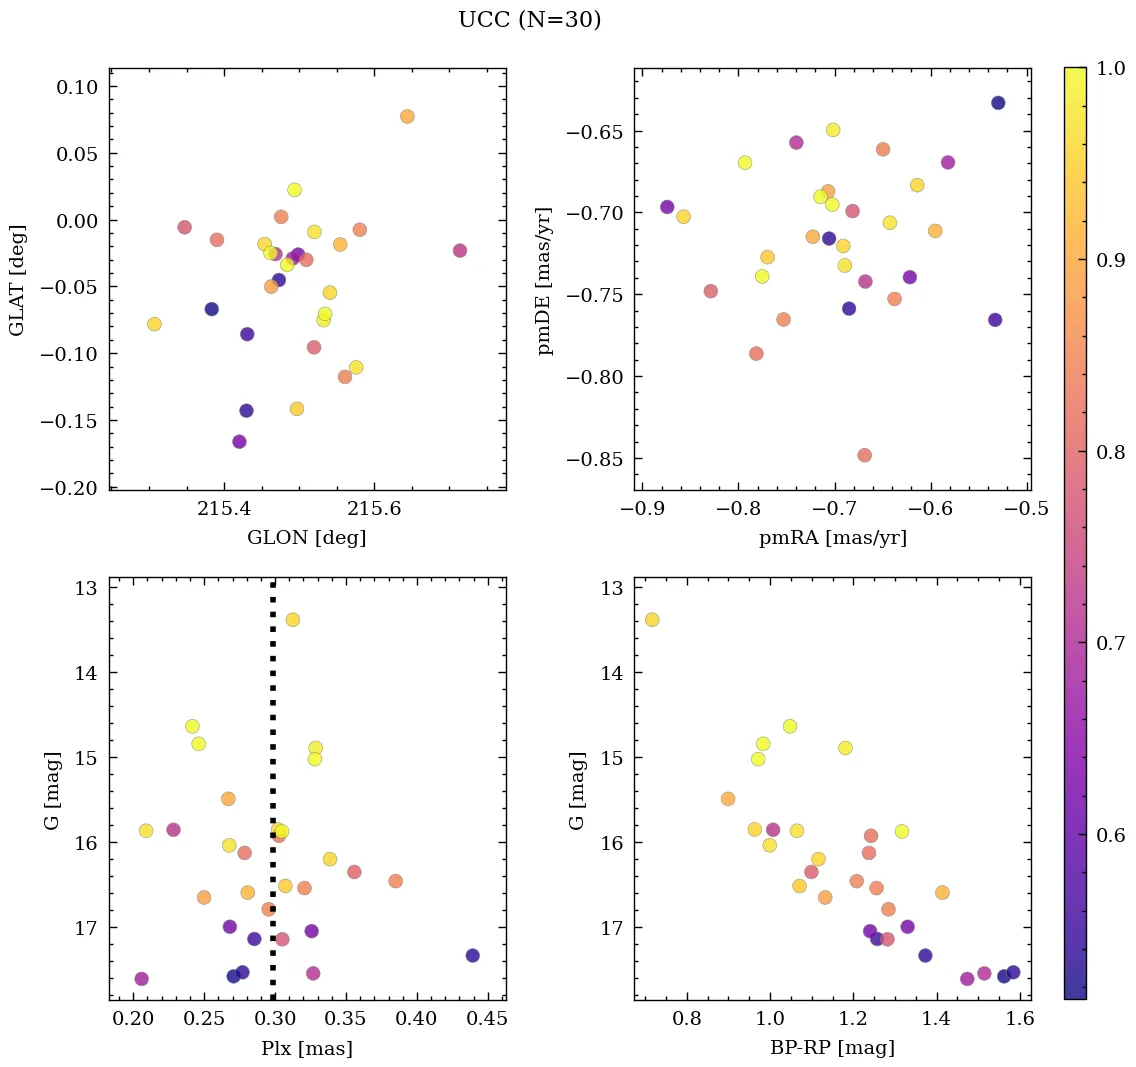 UCC (N=30)
0.10
0.05
0.00
−0.05
−0.10
−0.15
−0.20
GLAT [deg]
215.4 215.6
GLON [deg]
−0.65
−0.70
−0.75
−0.80
−0.85
pmDE [mas/yr]
−0.9 −0.8 −0.7 −0.6 −0.5
pmRA [mas/yr]
13
14
15
16
17
G [mag]
0.20 0.25 0.30 0.35 0.40 0.45
Plx [mas]
13
14
15
16
17
G [mag]
0.8 1.0 1.2 1.4 1.6
BP-RP [mag]
1.0
0.9
0.8
0.7
0.6